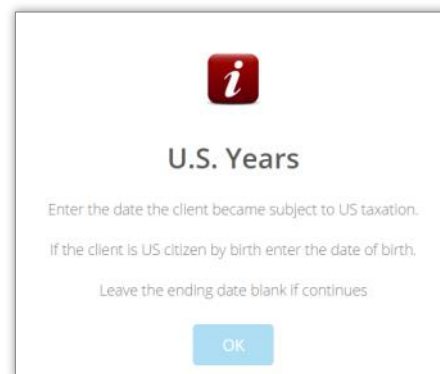 i
U.S. Years
Enter the date the client became subject to US taxation.
If the client is US citizen by birth enter the date of birth.
Leave the ending date blank if continues
OK